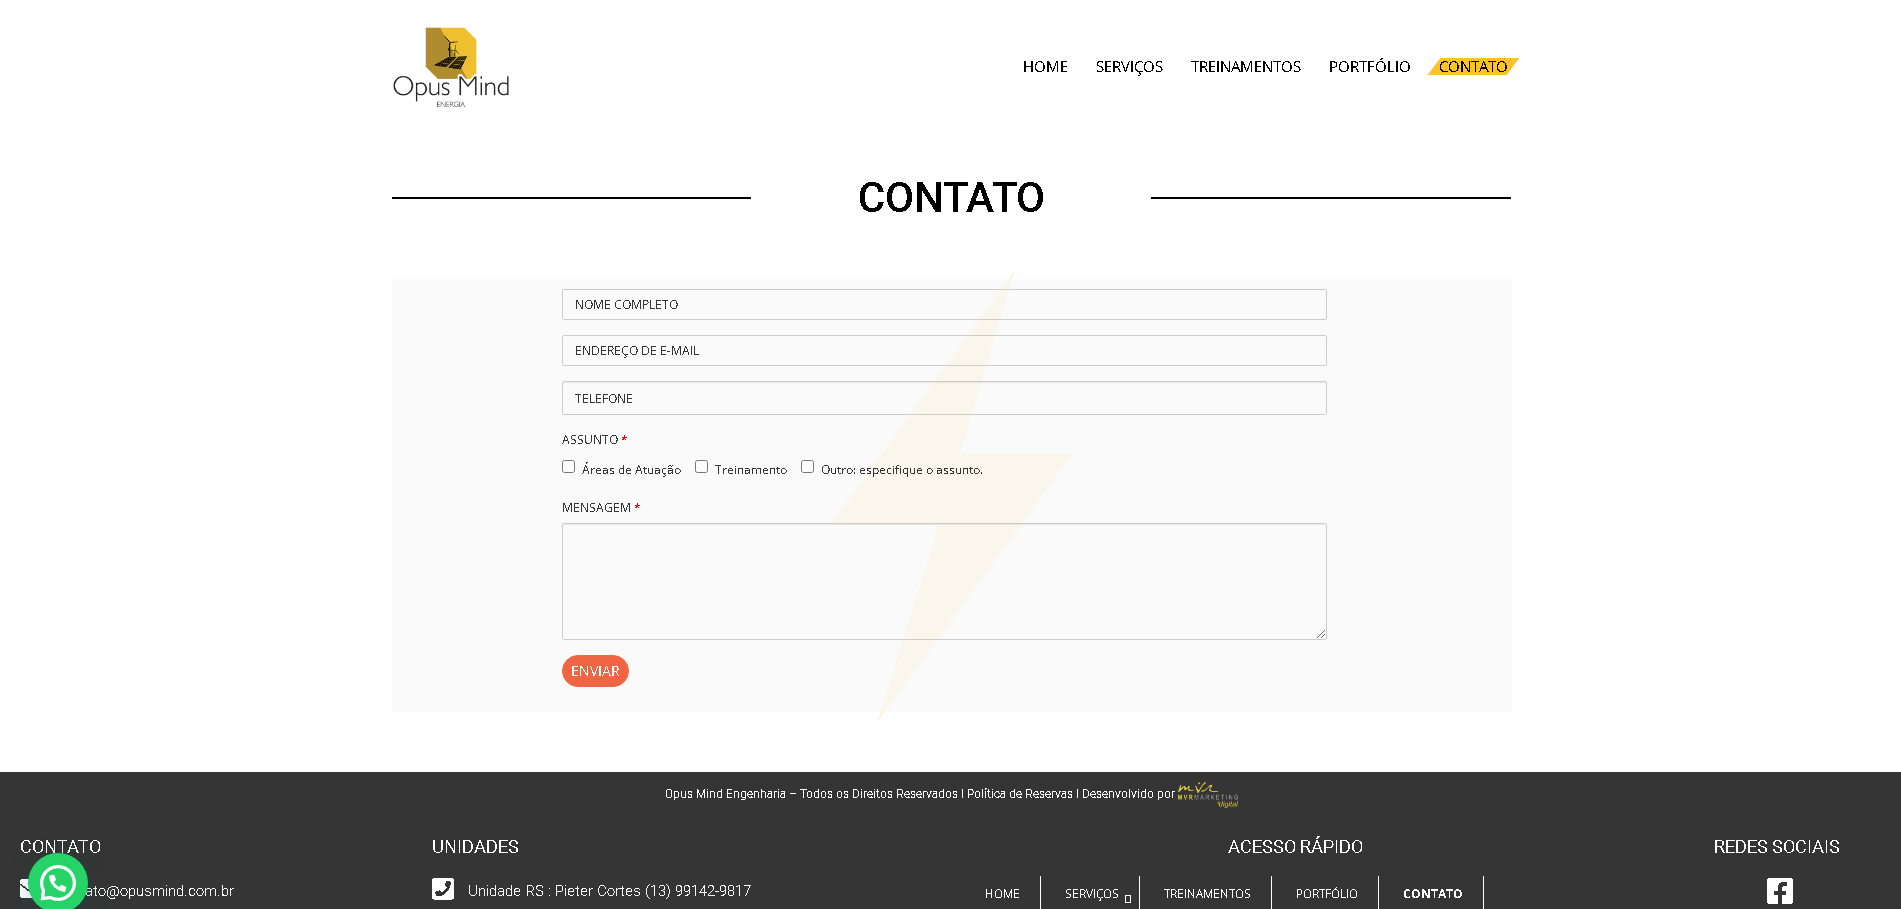 Opus Mind
ENERGIA
HOME SERVIÇOS TREINAMENTOS PORTFÓLIO CONTATO
CONTATO
NOME COMPLETO
ENDEREÇO DE E-MAIL
TELEFONE
ASSUNTO *
Áreas de Atuação Treinamento Outro: especifique o assunto.
MENSAGEM *
ENVIAR
Opus Mind Engenharia – Todos os Direitos Reservados | Política de Reservas | Desenvolvido por mvr
MVRMARKETING
digital
CONTATO UNIDADES ACESSO RÁPIDO REDES SOCIAIS
ato@opusmind.com.br Unidade RS : Pieter Cortes (13) 99142-9817
HOME SERVIÇOS TREINAMENTOS PORTFÓLIO CONTATO